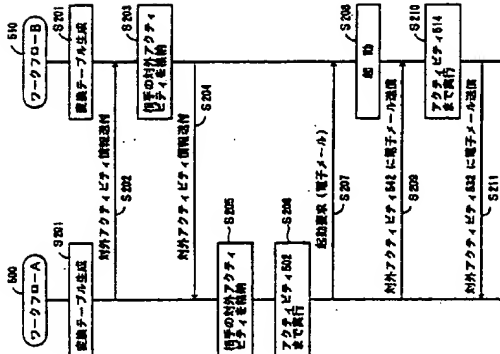 500
ワークフローA
510
ワークフローB
S201
変換テーブル生成
S201
変換テーブル生成
対外アクティビティ情報送付
S202
S203
相手の対外アクティ
ビティを格納
対外アクティビティ情報送付
S204
S205
相手の対外アクティ
ビティを格納
S206
アクティビティ502
まで実行
起動要求(電子メール)
S207
S208
起動
対外アクティビティ542に電子メール送信
S209
S210
アクティビティ514
まで実行
対外アクティビティ532に電子メール送信
S211